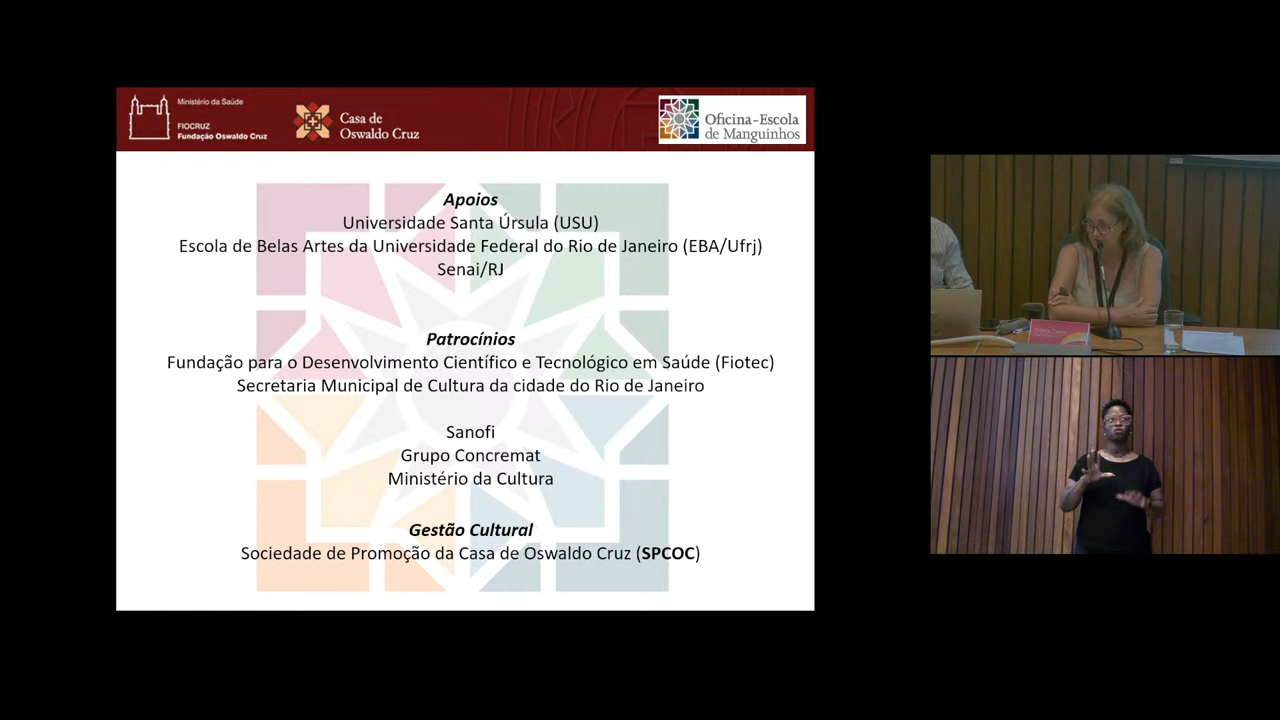 Ministério da Saúde
FIOCRUZ
Fundação Oswaldo Cruz
Casa de
Oswaldo Cruz
Oficina-Escola
de Manguinhos
Apoios
Universidade Santa Úrsula (USU)
Escola de Belas Artes da Universidade Federal do Rio de Janeiro (EBA/Ufrj)
Senai/RJ
Patrocínios
Fundação para o Desenvolvimento Científico e Tecnológico em Saúde (Fiotec)
Secretaria Municipal de Cultura da cidade do Rio de Janeiro
Sanofi
Grupo Concremat
Ministério da Cultura
Gestão Cultural
Sociedade de Promoção da Casa de Oswaldo Cruz (SPCOC)